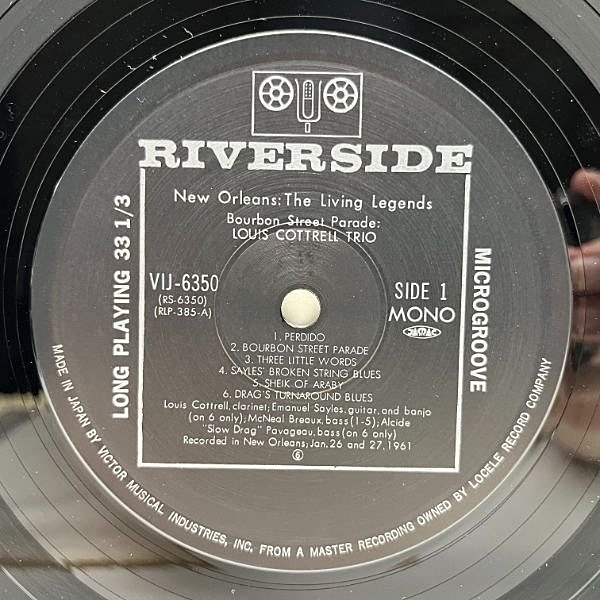 RIVERSIDE
New Orleans: The Living Legends
Bourbon Street Parade:
LOUIS COTTRELL TRIO
VIJ-6350
(RS-6350)
(RLP-385-A)
SIDE 1
MONO
1. PERDIDO
2. BOURBON STREET PARADE
3. THREE LITTLE WORDS
4. SAYLES' BROKEN STRING BLUES
5. SHEIK OF ARABY
6. DRAG'S TURNAROUND BLUES
Louis Cottrell, clarinet; Emanuel Sayles, guitar, and banjo
(on 6 only); McNeal Breaux, bass (1-5); Alcide
"Slow Drag" Pavageau, bass (on 6 only)
Recorded in New Orleans; Jan. 26 and 27, 1961
6
LONG PLAYING 33 1/3
MICROGROOVE
MADE IN JAPAN BY VICTOR MUSICAL INDUSTRIES, INC. FROM A MASTER RECORDING OWNED BY LOCELE RECORD COMPANY